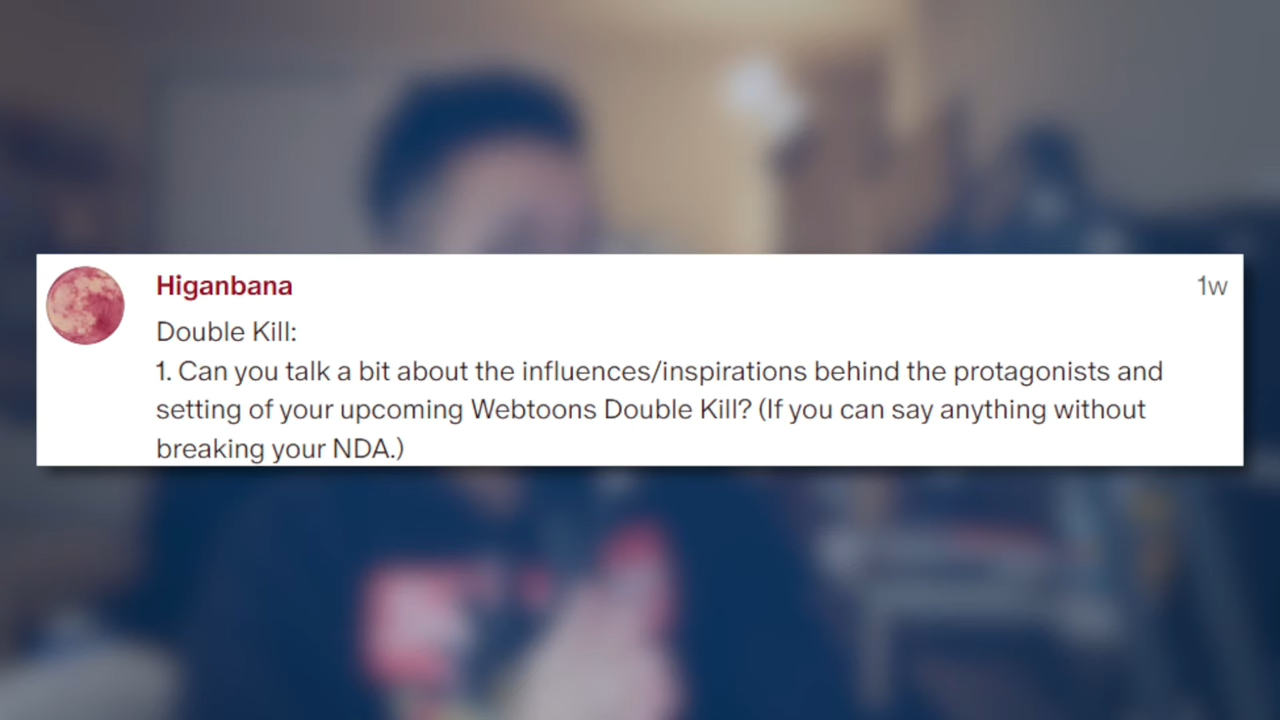 Higanbana
1w
Double Kill:
1. Can you talk a bit about the influences/inspirations behind the protagonists and
setting of your upcoming Webtoons Double Kill? (If you can say anything without
breaking your NDA.)